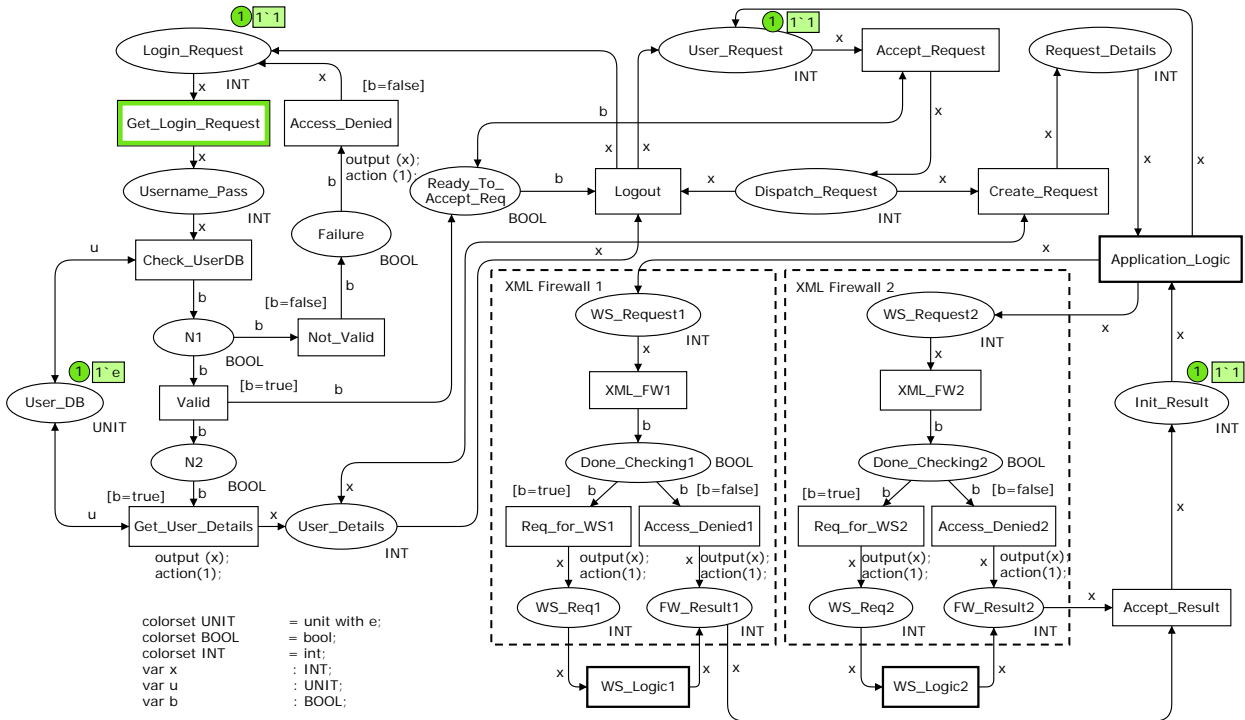 1
1`1
Login_Request
INT
x
Get_Login_Request
x
Username_Pass
INT
x
Check_UserDB
u
b
N1
BOOL
b
[b=false]
Not_Valid
b
Failure
BOOL
b
Access_Denied
[b=false]
output (x);
action (1);
x
b
Valid
[b=true]
b
b
N2
BOOL
b
[b=true]
Get_User_Details
output (x);
action(1);
u
x
User_Details
INT
x
1
1`e
User_DB
UNIT
Ready_To_
Accept_Req
BOOL
b
b
Logout
x
x
x
x
1
1`1
User_Request
INT
x
Accept_Request
x
Dispatch_Request
INT
x
Create_Request
x
Request_Details
INT
x
x
Application_Logic
x
x
x
1
1`1
Init_Result
INT
x
Accept_Result
x
XML Firewall 1
WS_Request1
INT
x
XML_FW1
b
Done_Checking1
BOOL
[b=true]
b
b
[b=false]
Req_for_WS1
Access_Denied1
x
output(x);
action(1);
x
output(x);
action(1);
WS_Req1
INT
FW_Result1
INT
x
WS_Logic1
x
x
XML Firewall 2
WS_Request2
INT
x
XML_FW2
b
Done_Checking2
BOOL
[b=true]
b
b
[b=false]
Req_for_WS2
Access_Denied2
x
output(x);
action(1);
x
output(x);
action(1);
WS_Req2
INT
FW_Result2
INT
x
WS_Logic2
x
colorset UNIT = unit with e;
colorset BOOL = bool;
colorset INT = int;
var x : INT;
var u : UNIT;
var b : BOOL;